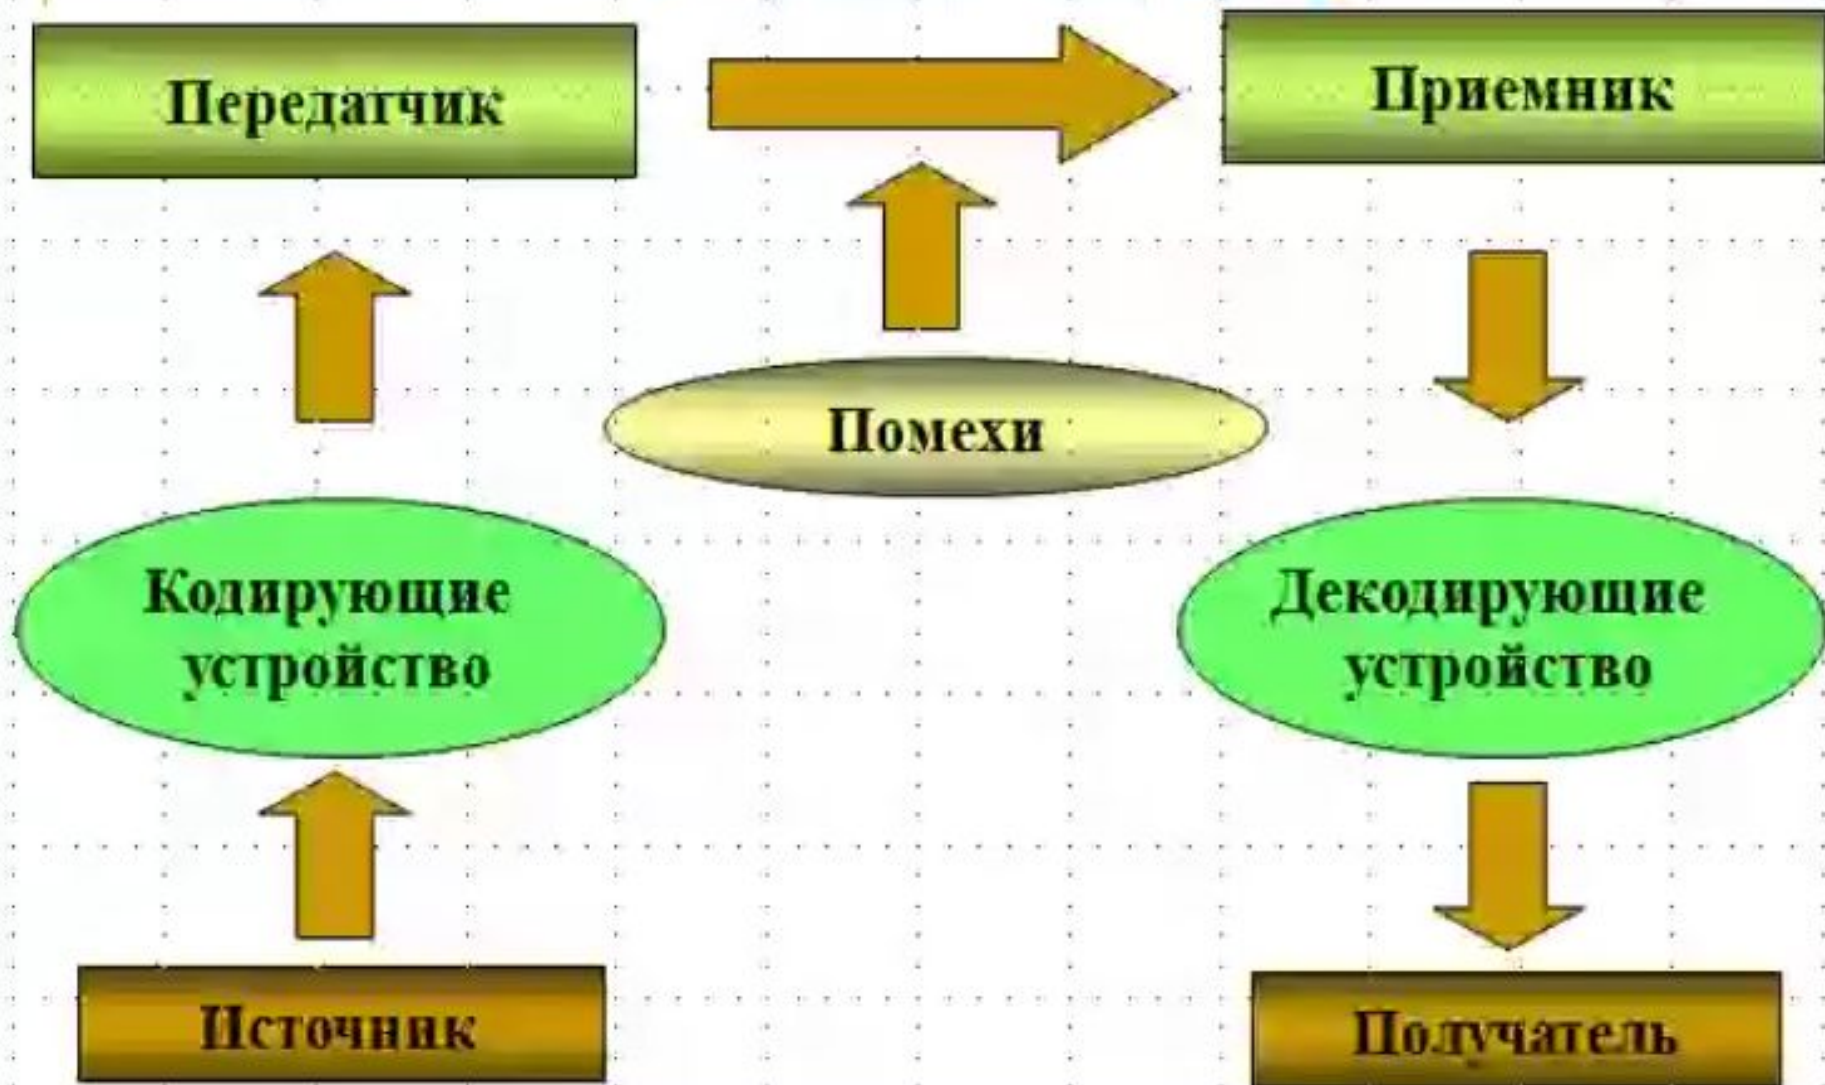 Передатчик
Приемник
Помехи
Кодирующие
устройство
Декодирующие
устройство
Источник
Получатель